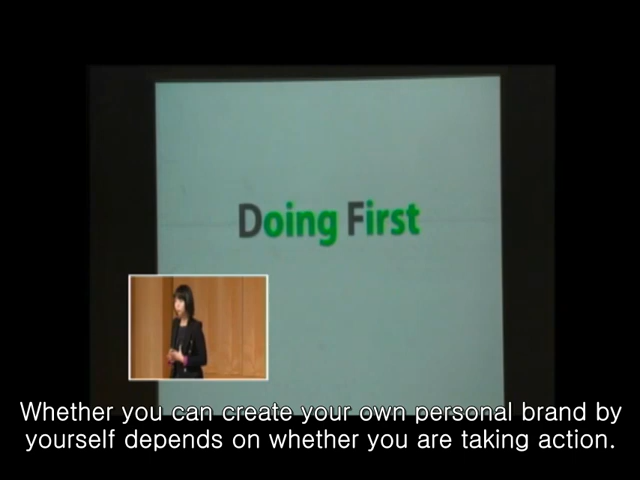 Doing First
Whether you can create your own personal brand by
yourself depends on whether you are taking action.